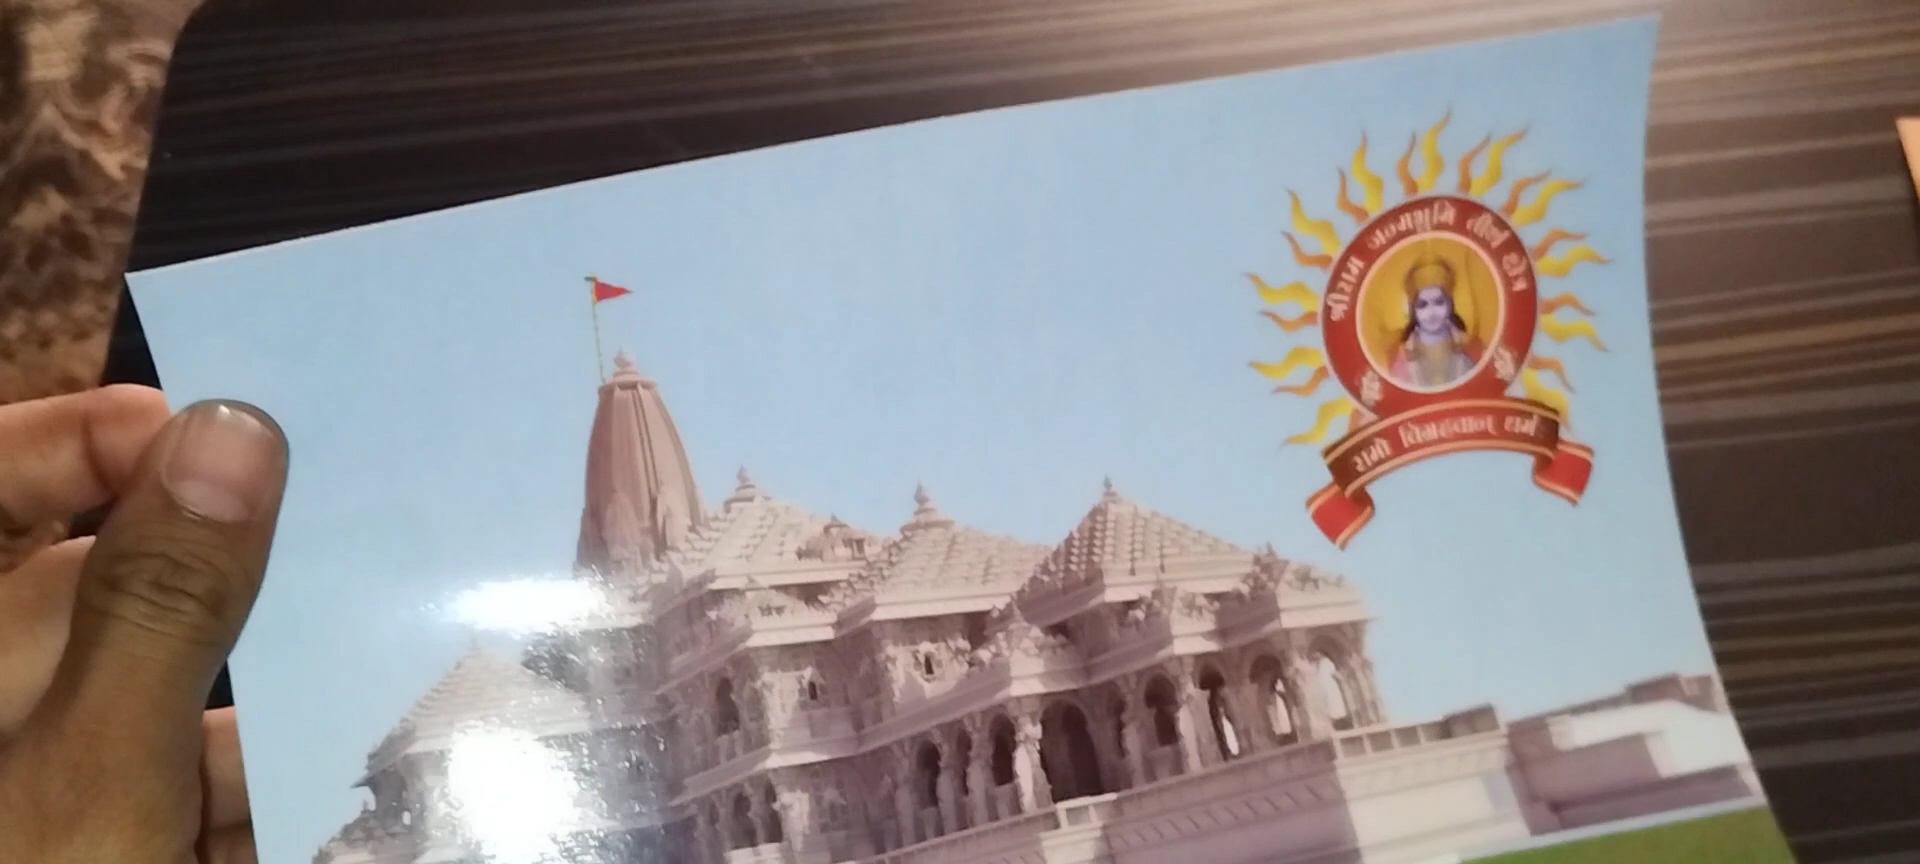 श्रीराम जन्मभूमि तीर्थ क्षेत्र
रामो विग्रहवान् धर्मः